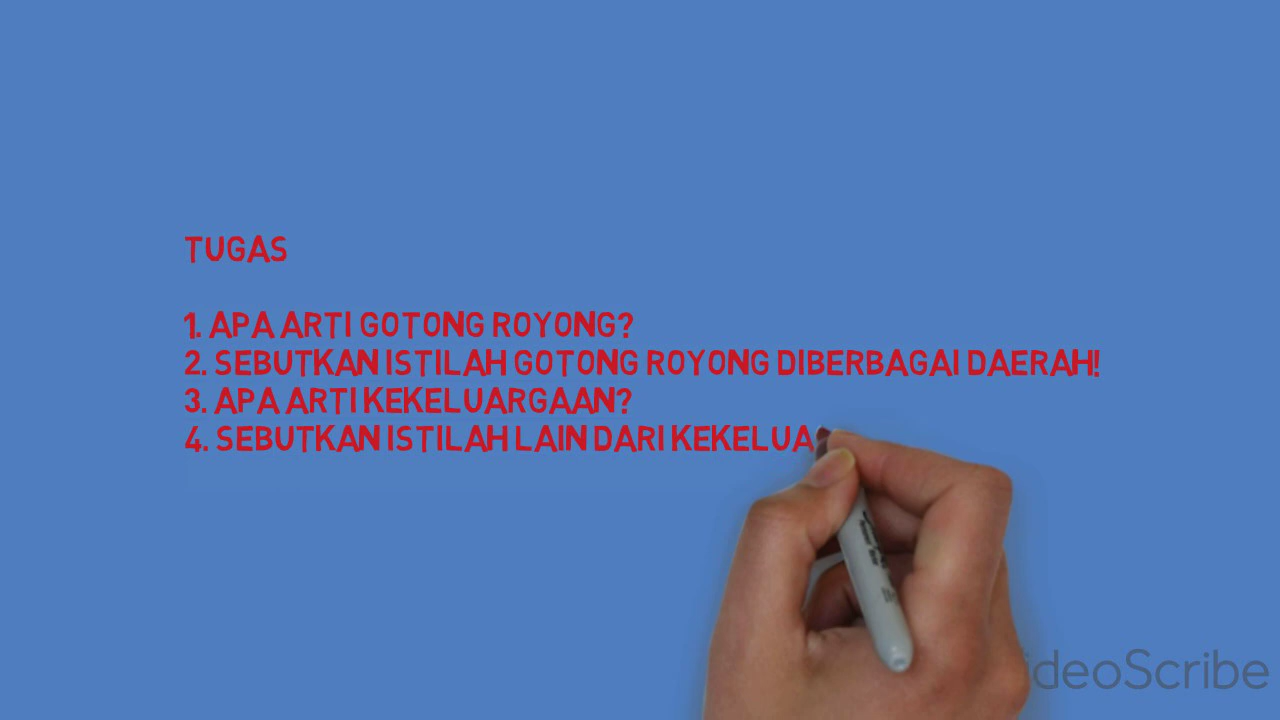 TUGAS
1. APA ARTI GOTONG ROYONG?
2. SEBUTKAN ISTILAH GOTONG ROYONG DIBERBAGAI DAERAH!
3. APA ARTI KEKELUARGAAN?
4. SEBUTKAN ISTILAH LAIN DARI KEKELUA
ideoScribe